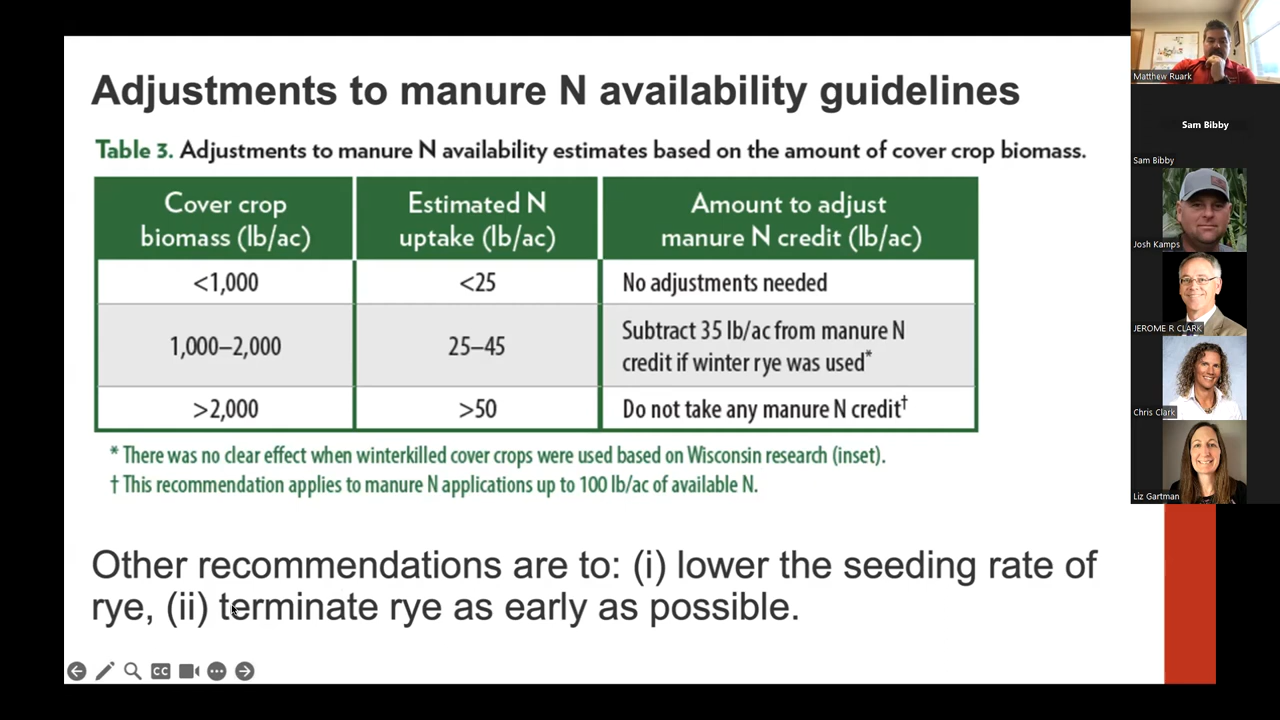 Adjustments to manure N availability guidelines
Table 3. Adjustments to manure N availability estimates based on the amount of cover crop biomass.
Cover crop
biomass (lb/ac)
Estimated N
uptake (lb/ac)
Amount to adjust
manure N credit (lb/ac)
<1,000
<25
No adjustments needed
1,000–2,000
25–45
Subtract 35 lb/ac from manure N
credit if winter rye was used*
>2,000
>50
Do not take any manure N credit†
* There was no clear effect when winterkilled cover crops were used based on Wisconsin research (inset).
† This recommendation applies to manure N applications up to 100 lb/ac of available N.
Other recommendations are to: (i) lower the seeding rate of
rye, (ii) terminate rye as early as possible.
CC
Matthew Ruark
Sam Bibby
Sam Bibby
Josh Kamps
JEROME R CLARK
Chris Clark
Liz Gartman